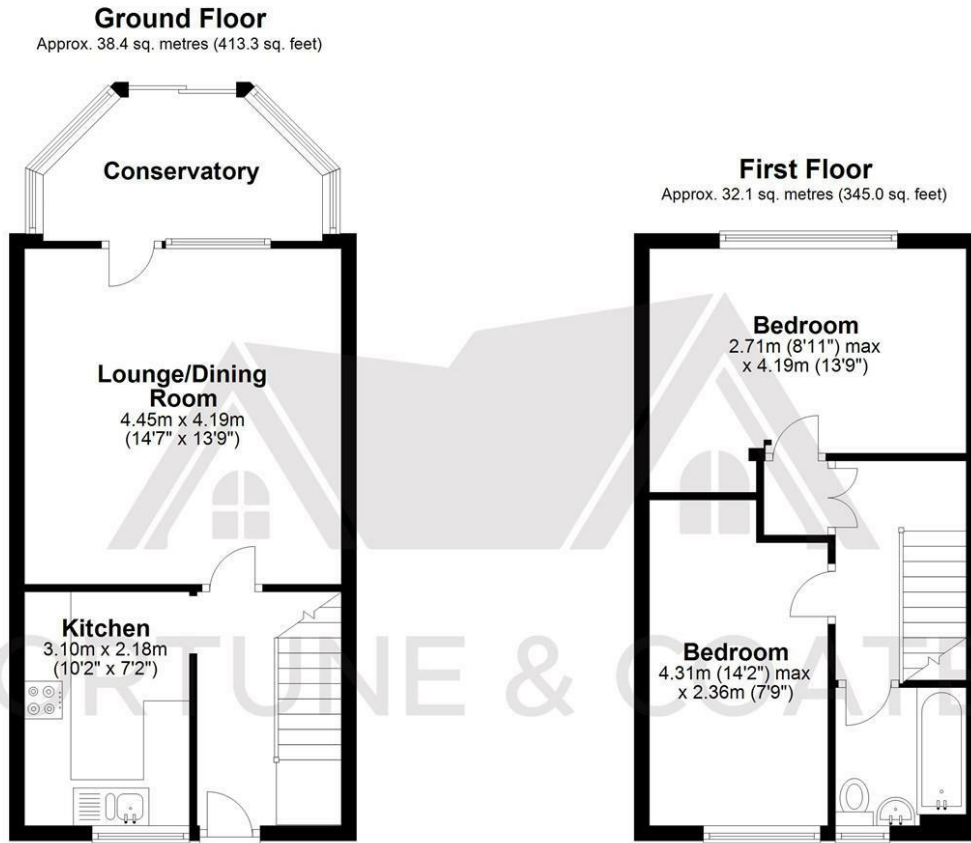 Ground Floor
Approx. 38.4 sq. metres (413.3 sq. feet)
Conservatory
Lounge/Dining
Room
4.45m x 4.19m
(14'7" x 13'9")
Kitchen
3.10m x 2.18m
(10'2" x 7'2")
First Floor
Approx. 32.1 sq. metres (345.0 sq. feet)
Bedroom
2.71m (8'11") max
x 4.19m (13'9")
Bedroom
4.31m (14'2") max
x 2.36m (7'9")
ORTUNE & COATE